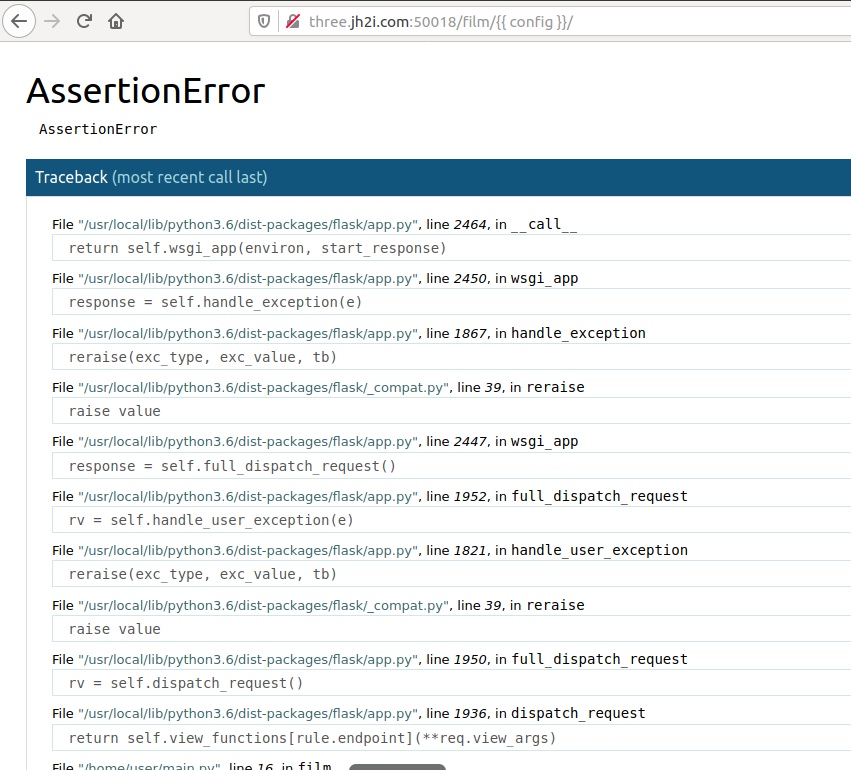 three.jh2i.com:50018/film/{{ config }}/
AssertionError
AssertionError
Traceback (most recent call last)
File "/usr/local/lib/python3.6/dist-packages/flask/app.py", line 2464, in __call__
return self.wsgi_app(environ, start_response)
File "/usr/local/lib/python3.6/dist-packages/flask/app.py", line 2450, in wsgi_app
response = self.handle_exception(e)
File "/usr/local/lib/python3.6/dist-packages/flask/app.py", line 1867, in handle_exception
reraise(exc_type, exc_value, tb)
File "/usr/local/lib/python3.6/dist-packages/flask/_compat.py", line 39, in reraise
raise value
File "/usr/local/lib/python3.6/dist-packages/flask/app.py", line 2447, in wsgi_app
response = self.full_dispatch_request()
File "/usr/local/lib/python3.6/dist-packages/flask/app.py", line 1952, in full_dispatch_request
rv = self.handle_user_exception(e)
File "/usr/local/lib/python3.6/dist-packages/flask/app.py", line 1821, in handle_user_exception
reraise(exc_type, exc_value, tb)
File "/usr/local/lib/python3.6/dist-packages/flask/_compat.py", line 39, in reraise
raise value
File "/usr/local/lib/python3.6/dist-packages/flask/app.py", line 1950, in full_dispatch_request
rv = self.dispatch_request()
File "/usr/local/lib/python3.6/dist-packages/flask/app.py", line 1936, in dispatch_request
return self.view_functions[rule.endpoint](**req.view_args)
File "/home/user/main.py", line 16, in film